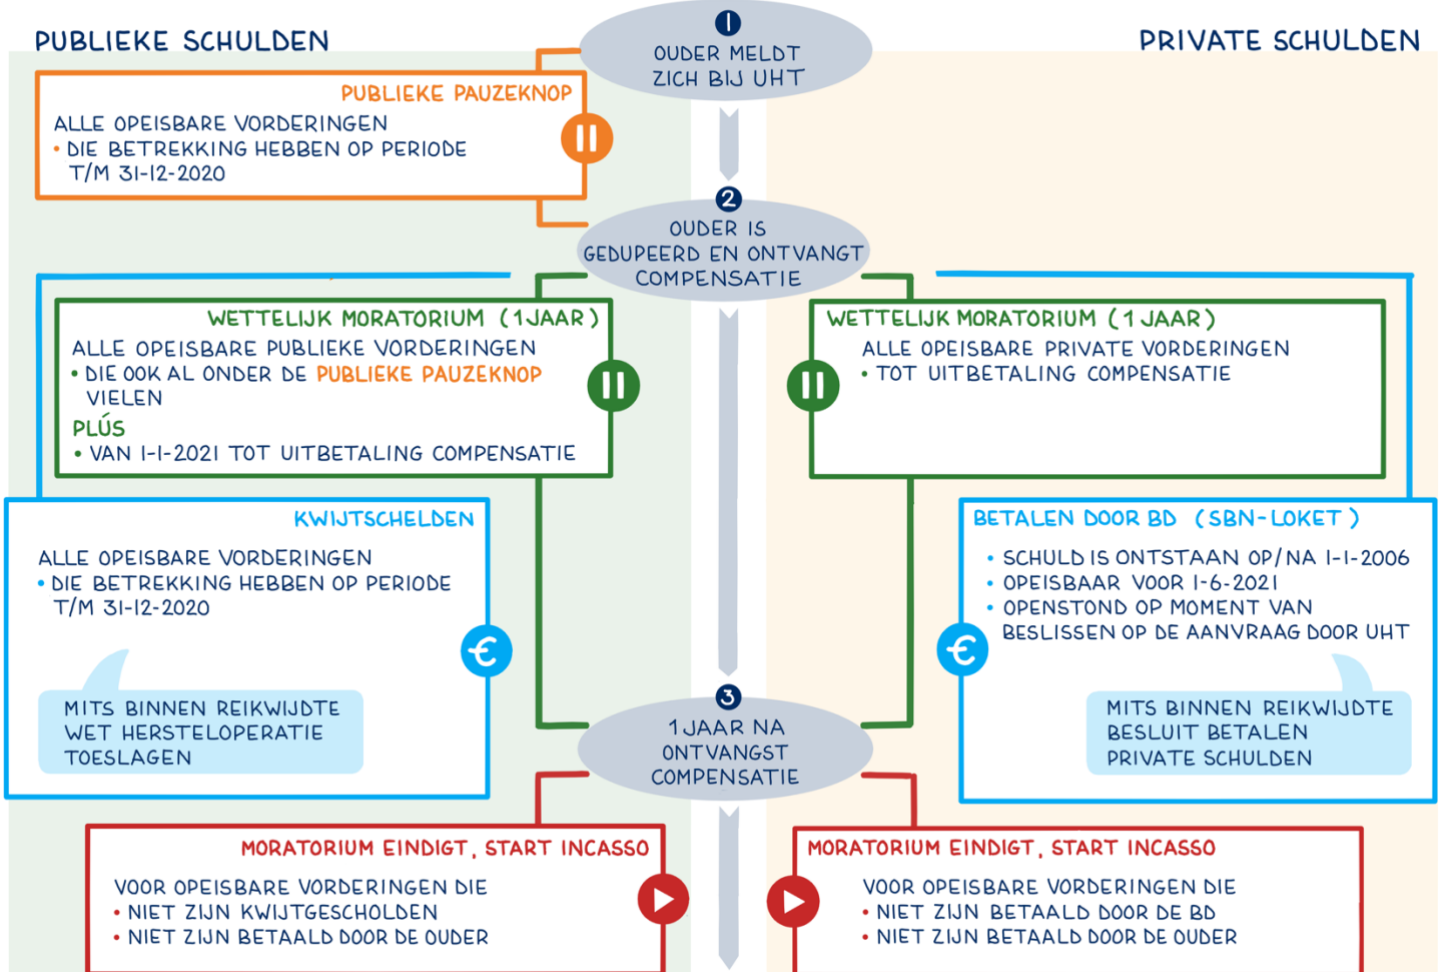 PUBLIEKE SCHULDEN
PRIVATE SCHULDEN
1
OUDER MELDT
ZICH BIJ UHT
PUBLIEKE PAUZEKNOP
ALLE OPEISBARE VORDERINGEN
• DIE BETREKKING HEBBEN OP PERIODE
T/M 31-12-2020
2
OUDER IS
GEDUPEERD EN ONTVANGT
COMPENSATIE
WETTELIJK MORATORIUM (1 JAAR)
ALLE OPEISBARE PUBLIEKE VORDERINGEN
• DIE OOK AL ONDER DE PUBLIEKE PAUZEKNOP
VIELEN
PLÚS
• VAN 1-1-2021 TOT UITBETALING COMPENSATIE
WETTELIJK MORATORIUM (1 JAAR)
ALLE OPEISBARE PRIVATE VORDERINGEN
• TOT UITBETALING COMPENSATIE
KWIJTSCHELDEN
ALLE OPEISBARE VORDERINGEN
• DIE BETREKKING HEBBEN OP PERIODE
T/M 31-12-2020
€
MITS BINNEN REIKWIJDTE
WET HERSTELOPERATIE
TOESLAGEN
BETALEN DOOR BD (SBN-LOKET)
• SCHULD IS ONTSTAAN OP/NA 1-1-2006
• OPEISBAAR VOOR 1-6-2021
• OPENSTOND OP MOMENT VAN
BESLISSEN OP DE AANVRAAG DOOR UHT
€
MITS BINNEN REIKWIJDTE
BESLUIT BETALEN
PRIVATE SCHULDEN
3
1 JAAR NA
ONTVANGST
COMPENSATIE
MORATORIUM EINDIGT, START INCASSO
VOOR OPEISBARE VORDERINGEN DIE
• NIET ZIJN KWIJTGESCHOLDEN
• NIET ZIJN BETAALD DOOR DE OUDER
MORATORIUM EINDIGT, START INCASSO
VOOR OPEISBARE VORDERINGEN DIE
• NIET ZIJN BETAALD DOOR DE BD
• NIET ZIJN BETAALD DOOR DE OUDER